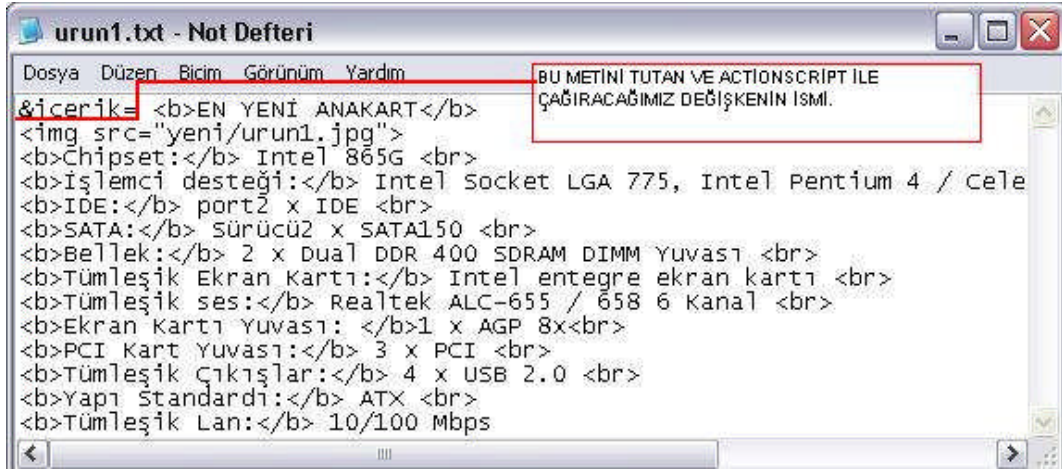 urun1.txt - Not Defteri
Dosya Düzen Biçim Görünüm Yardım
BU METİNİ TUTAN VE ACTİONSCRİPT İLE
ÇAĞIRACAĞIMIZ DEĞİŞKENİN İSMİ.
&icerik= <b>EN YENİ ANAKART</b>
<img src="yeni/urun1.jpg">
<b>Chipset:</b> Intel 865G <br>
<b>İşlemci desteği:</b> Intel Socket LGA 775, Intel Pentium 4 / Cele
<b>IDE:</b> port2 x IDE <br>
<b>SATA:</b> Sürücü2 x SATA150 <br>
<b>Bellek:</b> 2 x Dual DDR 400 SDRAM DIMM Yuvası <br>
<b>Tümleşik Ekran Kartı:</b> Intel entegre ekran kartı <br>
<b>Tümleşik ses:</b> Realtek ALC-655 / 658 6 Kanal <br>
<b>Ekran Kartı Yuvası: </b>1 x AGP 8x<br>
<b>PCI Kart Yuvası:</b> 3 x PCI <br>
<b>Tümleşik Çıkışlar:</b> 4 x USB 2.0 <br>
<b>Yapı Standardı:</b> ATX <br>
<b>Tümleşik Lan:</b> 10/100 Mbps